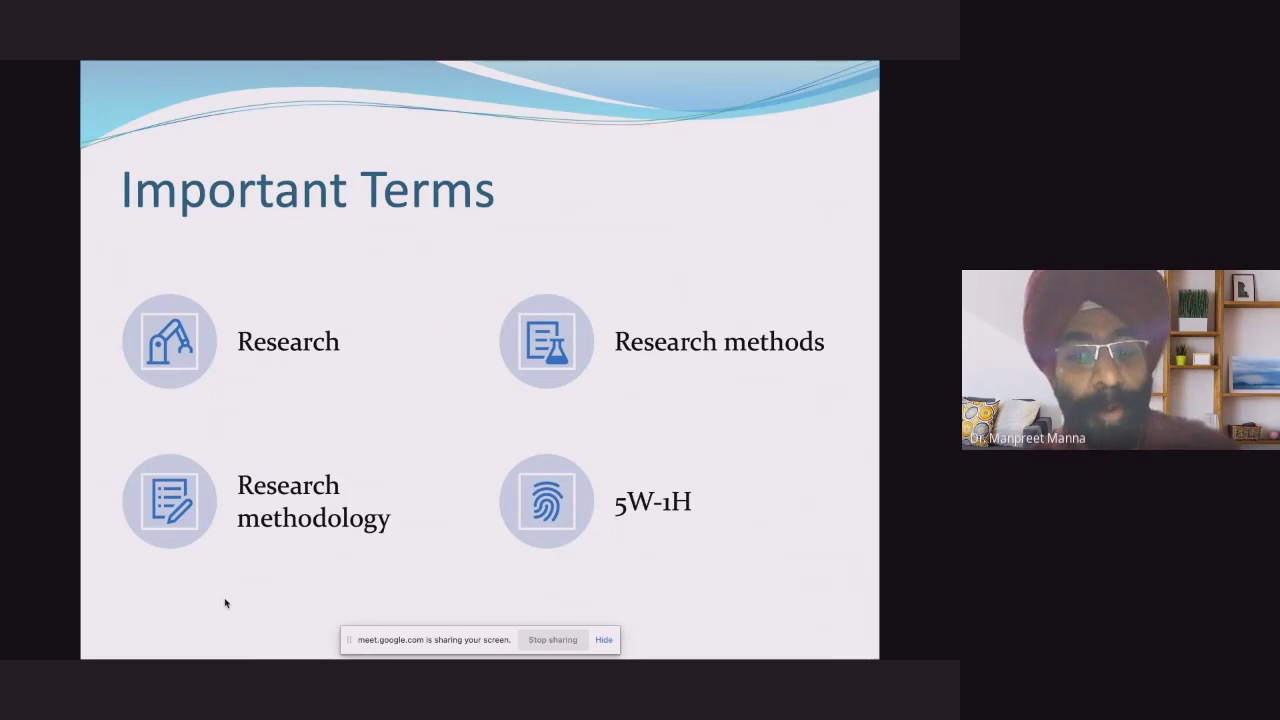 Important Terms
Research
Research methods
Research
methodology
5W-1H
meet.google.com is sharing your screen.
Stop sharing
Hide
Dr. Manpreet Manna